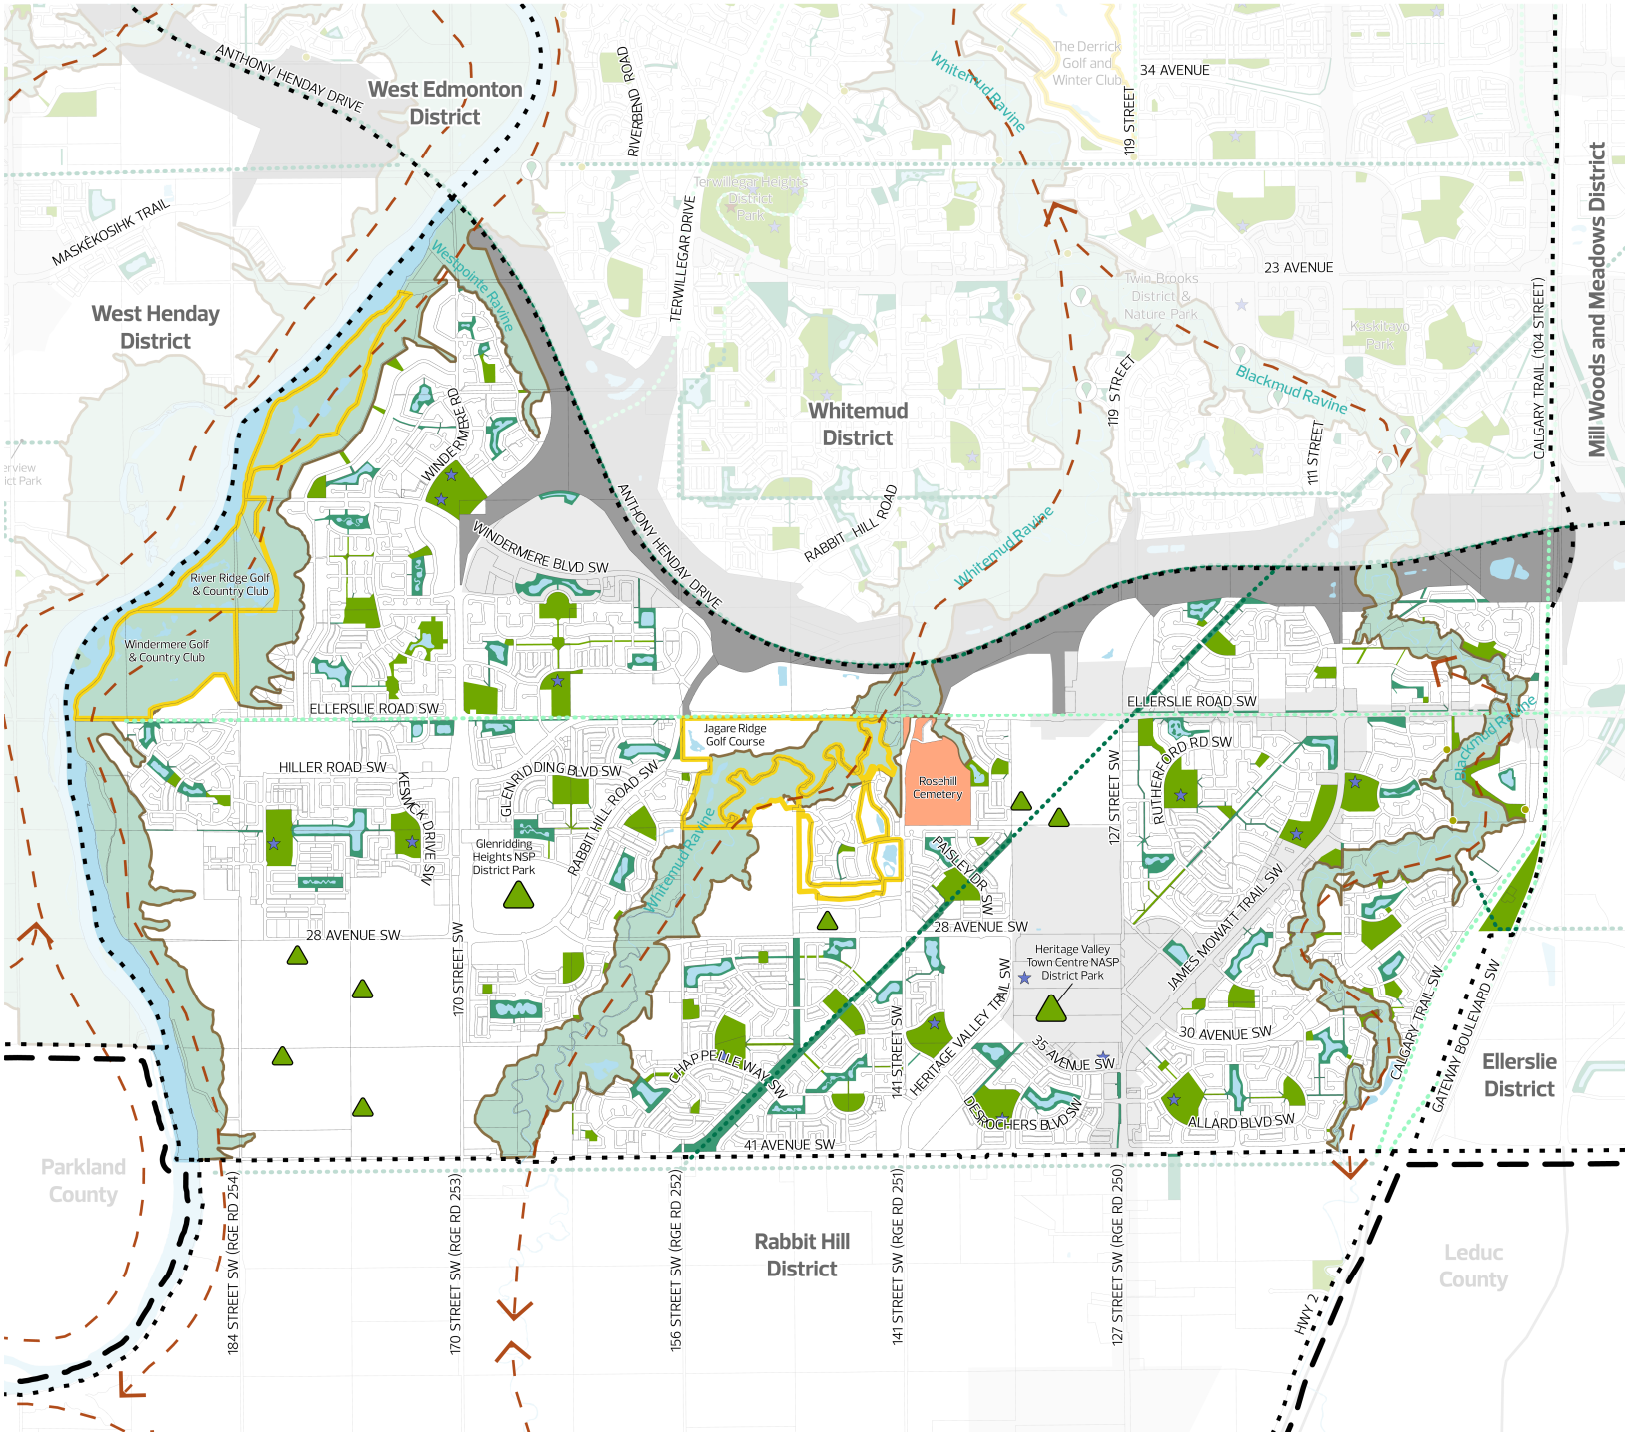 ANTHONY HENDAY DRIVE
West Edmonton
District
RIVERBEND ROAD
Whitemud Ravine
The Derrick
Golf and
Winter Club
34 AVENUE
119 STREET
Mill Woods and Meadows District
MASKÊKOSIHK TRAIL
Terwillegar Heights
District
Park
TERWILLEGAR DRIVE
Westpointe Ravine
West Henday
District
23 AVENUE
Twin Brooks
District &
Nature Park
Kaskitayo
Park
CALGARY TRAIL (104 STREET)
119 STREET
Blackmud Ravine
111 STREET
WINDERMERE RD
Whitemud
District
erview
ict Park
RABBIT HILL ROAD
ANTHONY HENDAY DRIVE
WINDERMERE BLVD SW
Whitemud Ravine
River Ridge Golf
& Country Club
Windermere Golf
& Country Club
ELLERSLIE ROAD SW
ELLERSLIE ROAD SW
Jagare Ridge
Golf Course
Blackmud Ravine
HILLER ROAD SW
KESWICK DRIVE SW
GLENRIDDING BLVD SW
RABBIT HILL ROAD SW
Rosehill
Cemetery
127 STREET SW
RUTHERFORD RD SW
Glenridding
Heights NSP
District Park
Whitemud Ravine
PAISLEY DR SW
JAMES MOWATT TRAIL SW
28 AVENUE SW
28 AVENUE SW
170 STREET SW
Heritage Valley
Town Centre NASP
District Park
HERITAGE VALLEY TRAIL SW
141 STREET SW
CHAPPELLE WAY SW
35 AVENUE SW
30 AVENUE SW
CALGARY TRAIL SW
GATEWAY BOULEVARD SW
Ellerslie
District
DESROCHERS BLVD SW
ALLARD BLVD SW
41 AVENUE SW
Parkland
County
184 STREET SW (RGE RD 254)
170 STREET SW (RGE RD 253)
156 STREET SW (RGE RD 252)
141 STREET SW (RGE RD 251)
127 STREET SW (RGE RD 250)
Rabbit Hill
District
Leduc
County
HWY 2